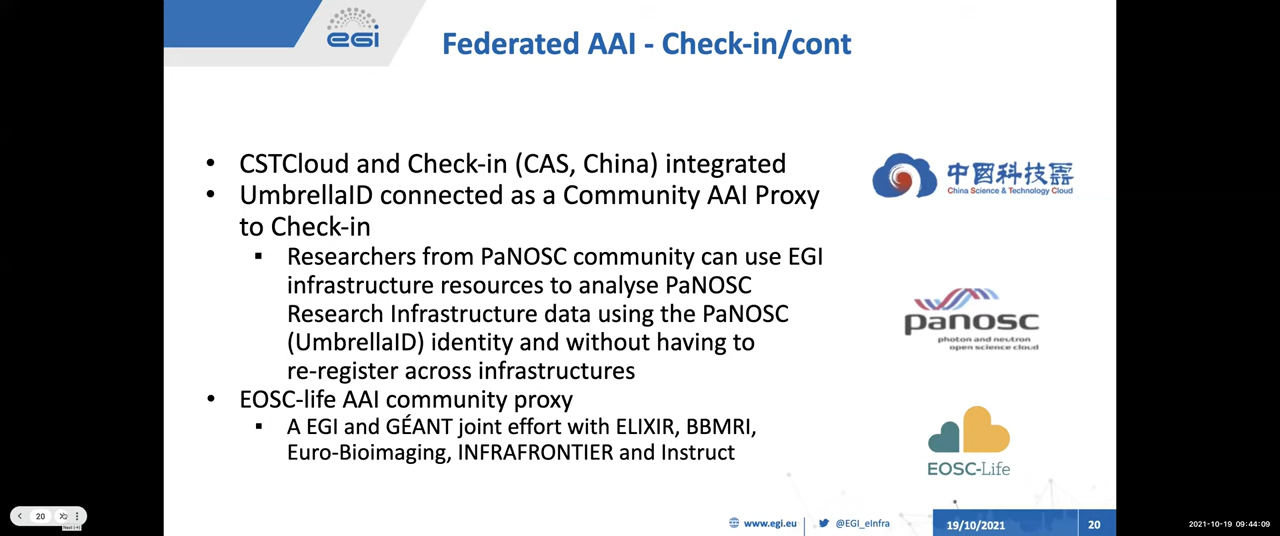 egi
Federated AAI - Check-in/cont
• CSTCloud and Check-in (CAS, China) integrated
• UmbrellaID connected as a Community AAI Proxy
to Check-in
▪ Researchers from PaNOSC community can use EGI
infrastructure resources to analyse PaNOSC
Research Infrastructure data using the PaNOSC
(UmbrellaID) identity and without having to
re-register across infrastructures
• EOSC-life AAI community proxy
▪ A EGI and GÉANT joint effort with ELIXIR, BBMRI,
Euro-Bioimaging, INFRAFRONTIER and Instruct
中國科技雲
China Science & Technology Cloud
panosc
photon and neutron
open science cloud
EOSC-Life
www.egi.eu
@EGI_eInfra
19/10/2021
20
20
2021-10-19 09:44:09